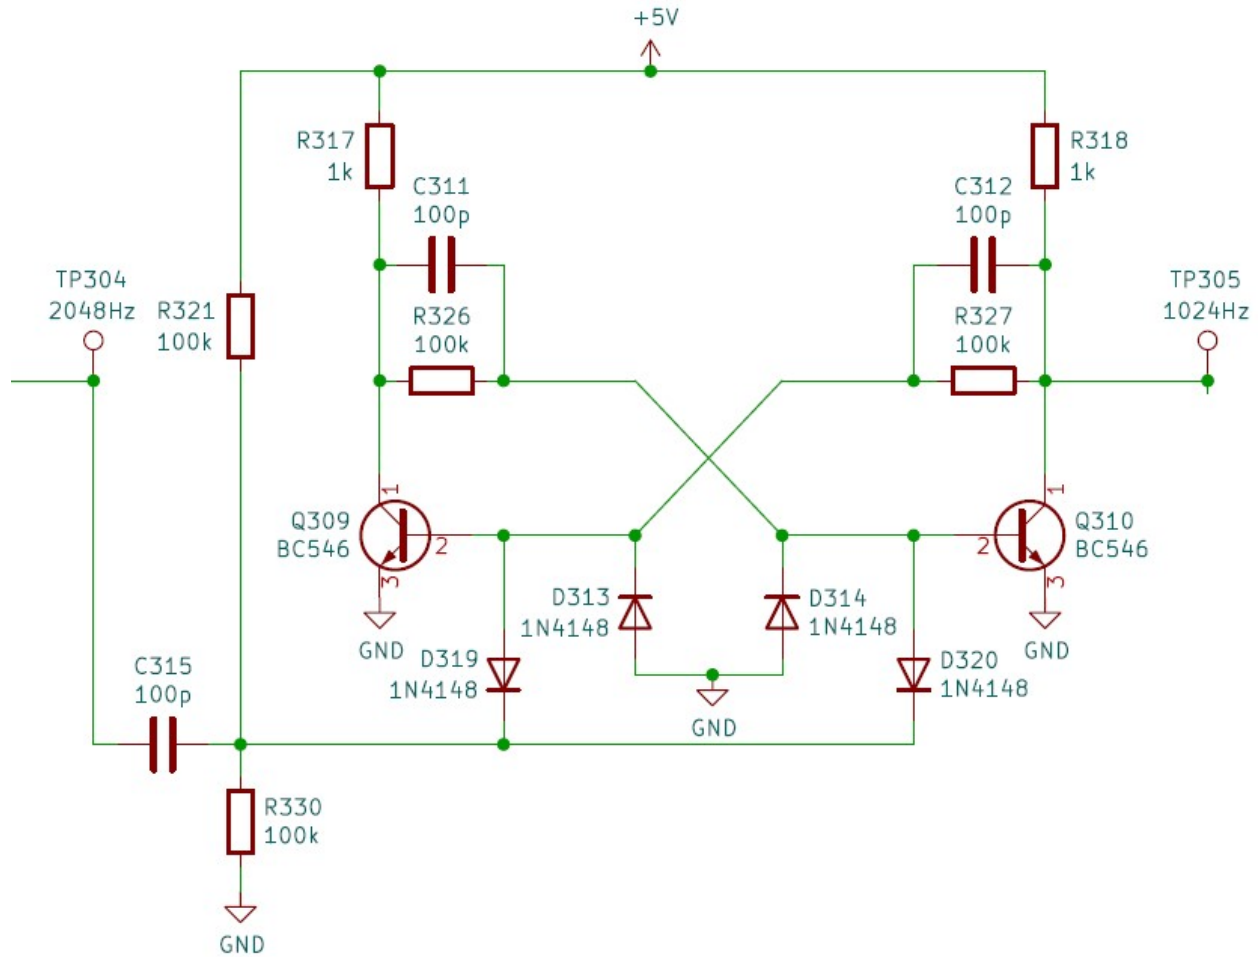 +5V
R317
1k
R318
1k
C311
100p
C312
100p
TP304
2048Hz
R321
100k
R326
100k
R327
100k
TP305
1024Hz
1
1
Q309
BC546
2
3
2
Q310
BC546
3
GND
D313
1N4148
D314
1N4148
GND
D319
1N4148
D320
1N4148
C315
100p
GND
R330
100k
GND